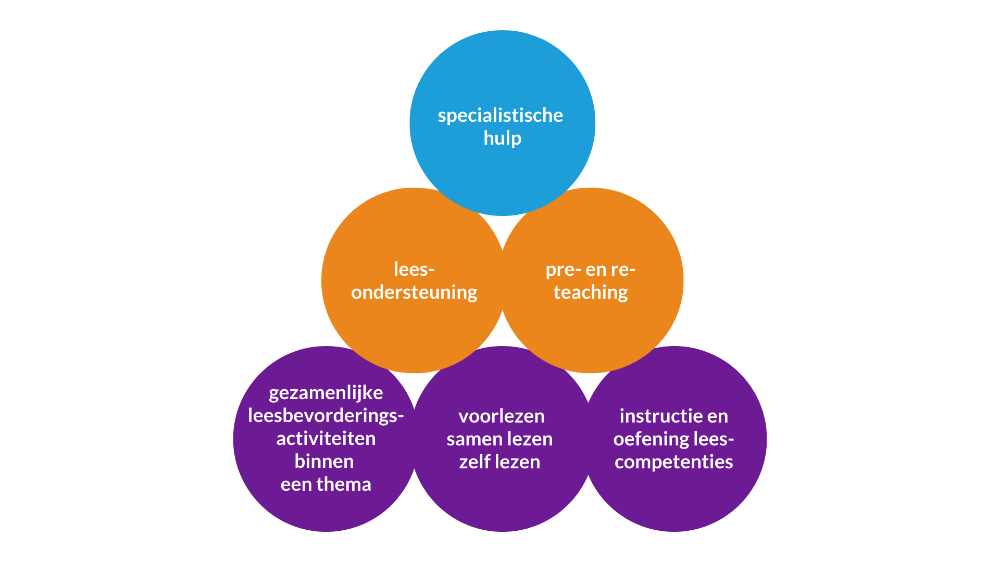 specialistische
hulp
lees-
ondersteuning
pre- en re-
teaching
gezamenlijke
leesbevorderings-
activiteiten
binnen
een thema
voorlezen
samen lezen
zelf lezen
instructie en
oefening lees-
competenties